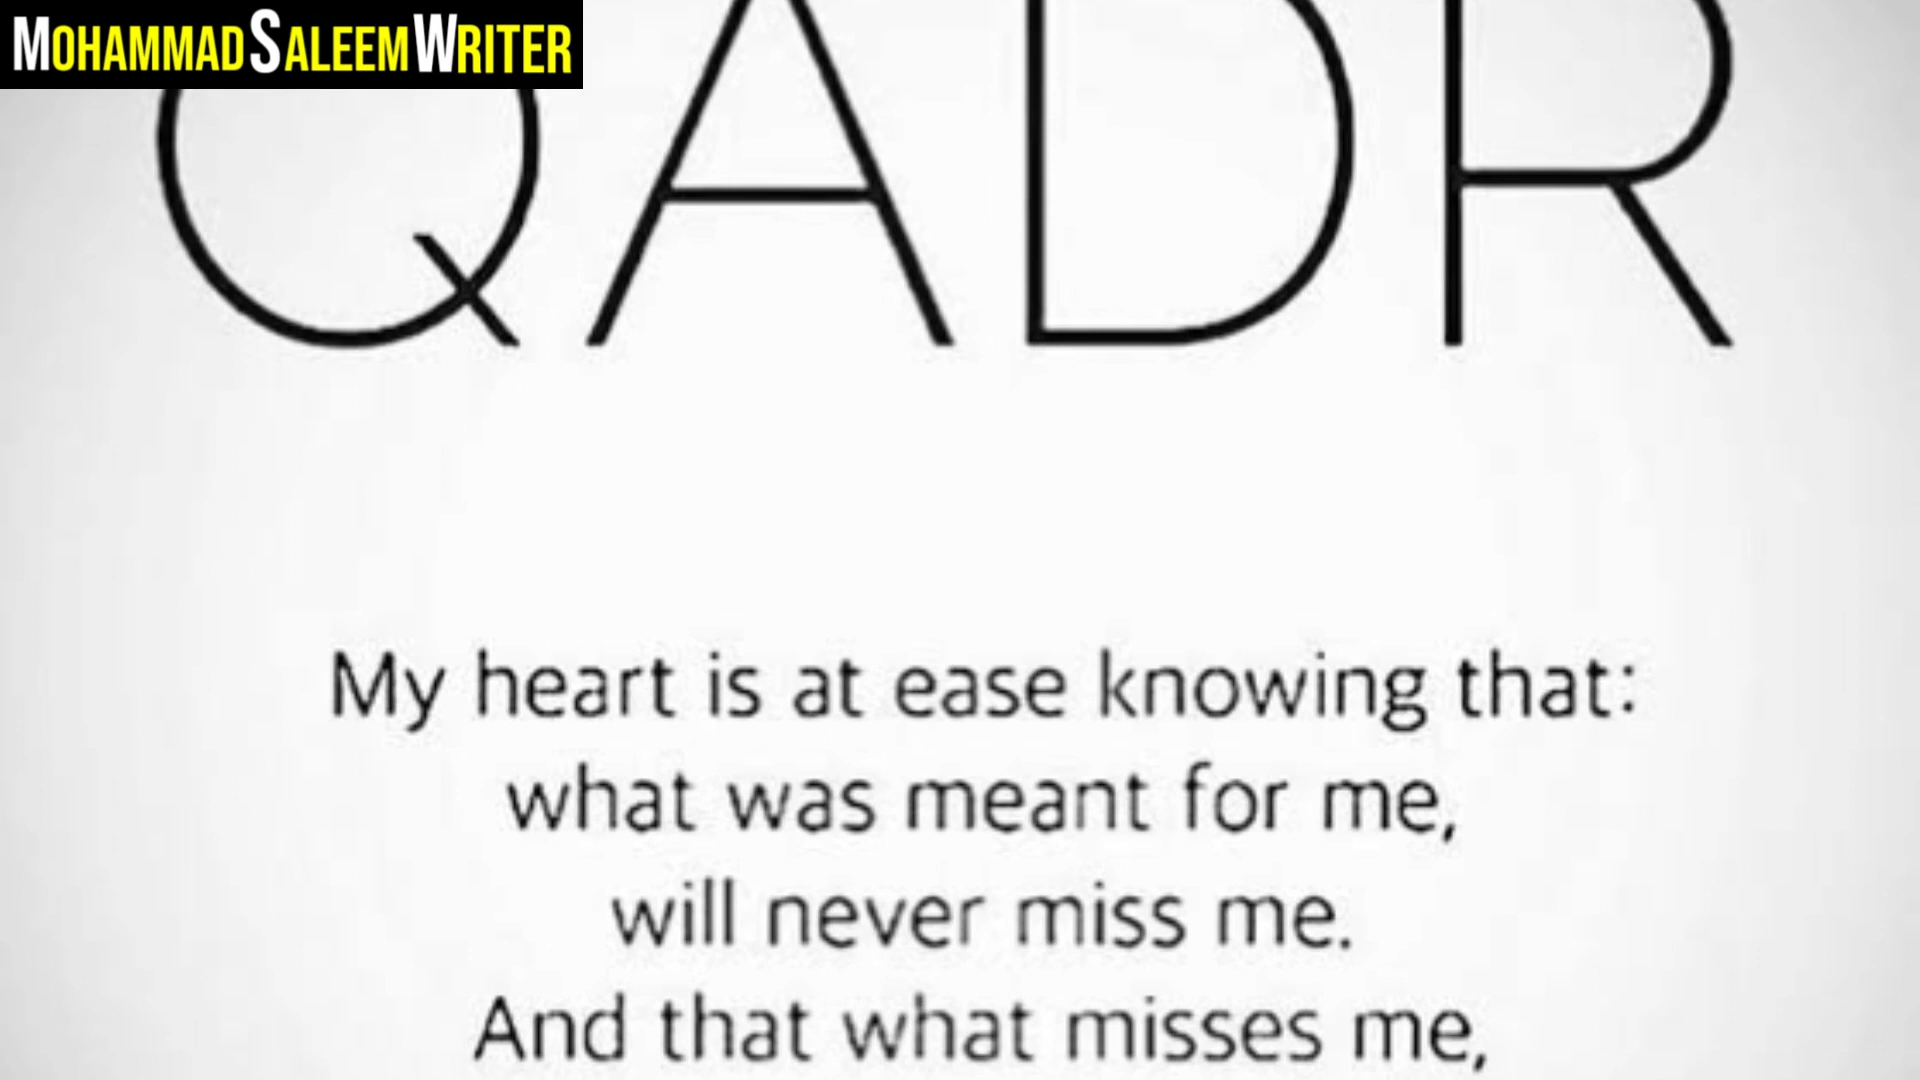 MOHAMMADSALEEMWRITER
QADR
My heart is at ease knowing that:
what was meant for me,
will never miss me.
And that what misses me,